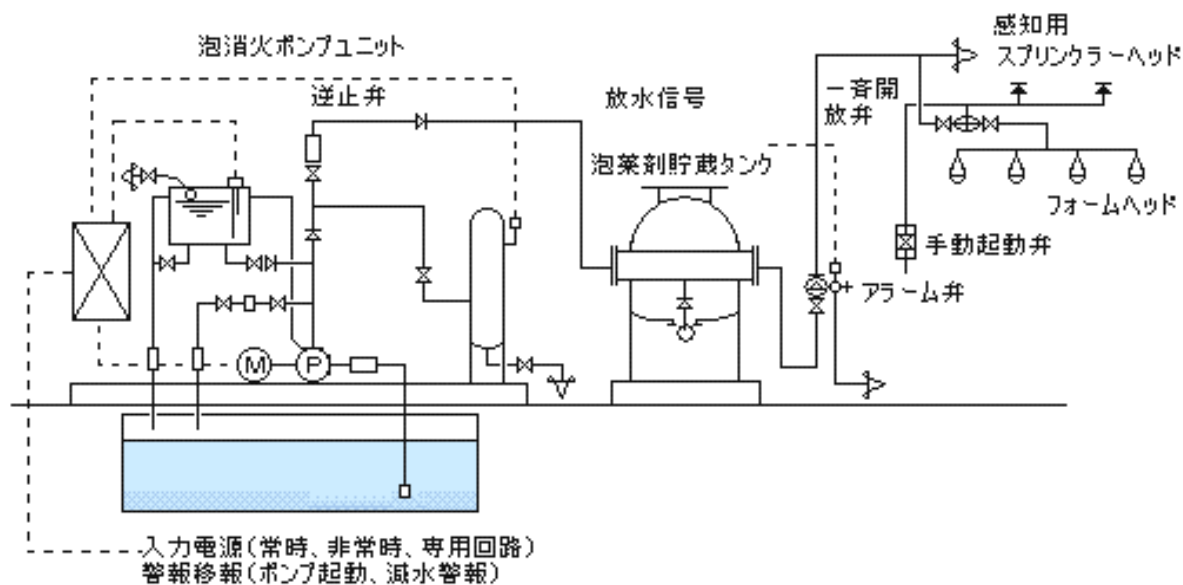 泡消火ポンプユニット
逆止弁
放水信号
泡薬剤貯蔵タンク
一斉開
放弁
感知用
スプリンクラーヘッド
フォームヘッド
手動起動弁
アラーム弁
M
P
入力電源(常時、非常時、専用回路)
警報移報(ポンプ起動、減水警報)